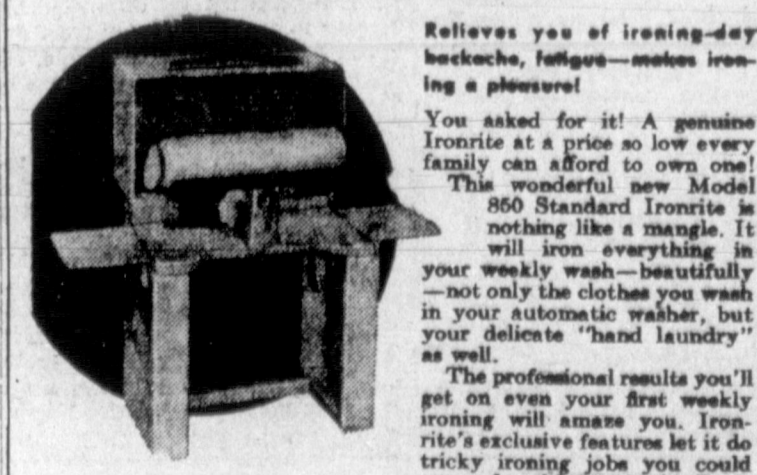 Relieves you of ironing-day
backache, fatigue—makes iron-
ing a pleasure!
You asked for it! A genuine
Ironrite at a price so low every
family can afford to own one!
This wonderful new Model
850 Standard Ironrite is
nothing like a mangle. It
will iron everything in
your weekly wash—beautifully
—not only the clothes you wash
in your automatic washer, but
your delicate "hand laundry"
as well.
The professional results you'll
get on even your first weekly
ironing will amaze you. Iron-
rite's exclusive features let it do
tricky ironing jobs you could